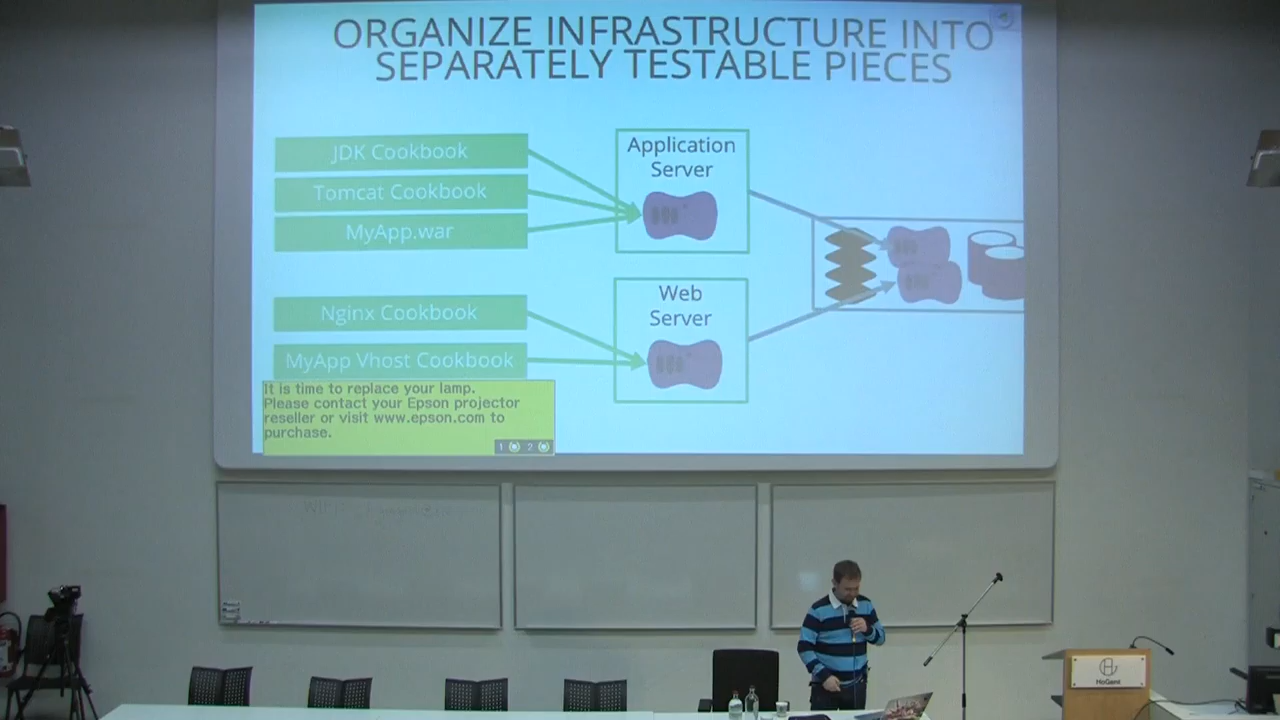 ORGANIZE INFRASTRUCTURE INTO
SEPARATELY TESTABLE PIECES
JDK Cookbook
Tomcat Cookbook
MyApp.war
Application
Server
Nginx Cookbook
MyApp Vhost Cookbook
Web
Server
It is time to replace your lamp.
Please contact your Epson projector
reseller or visit www.epson.com to
purchase.
1 2
HoGent